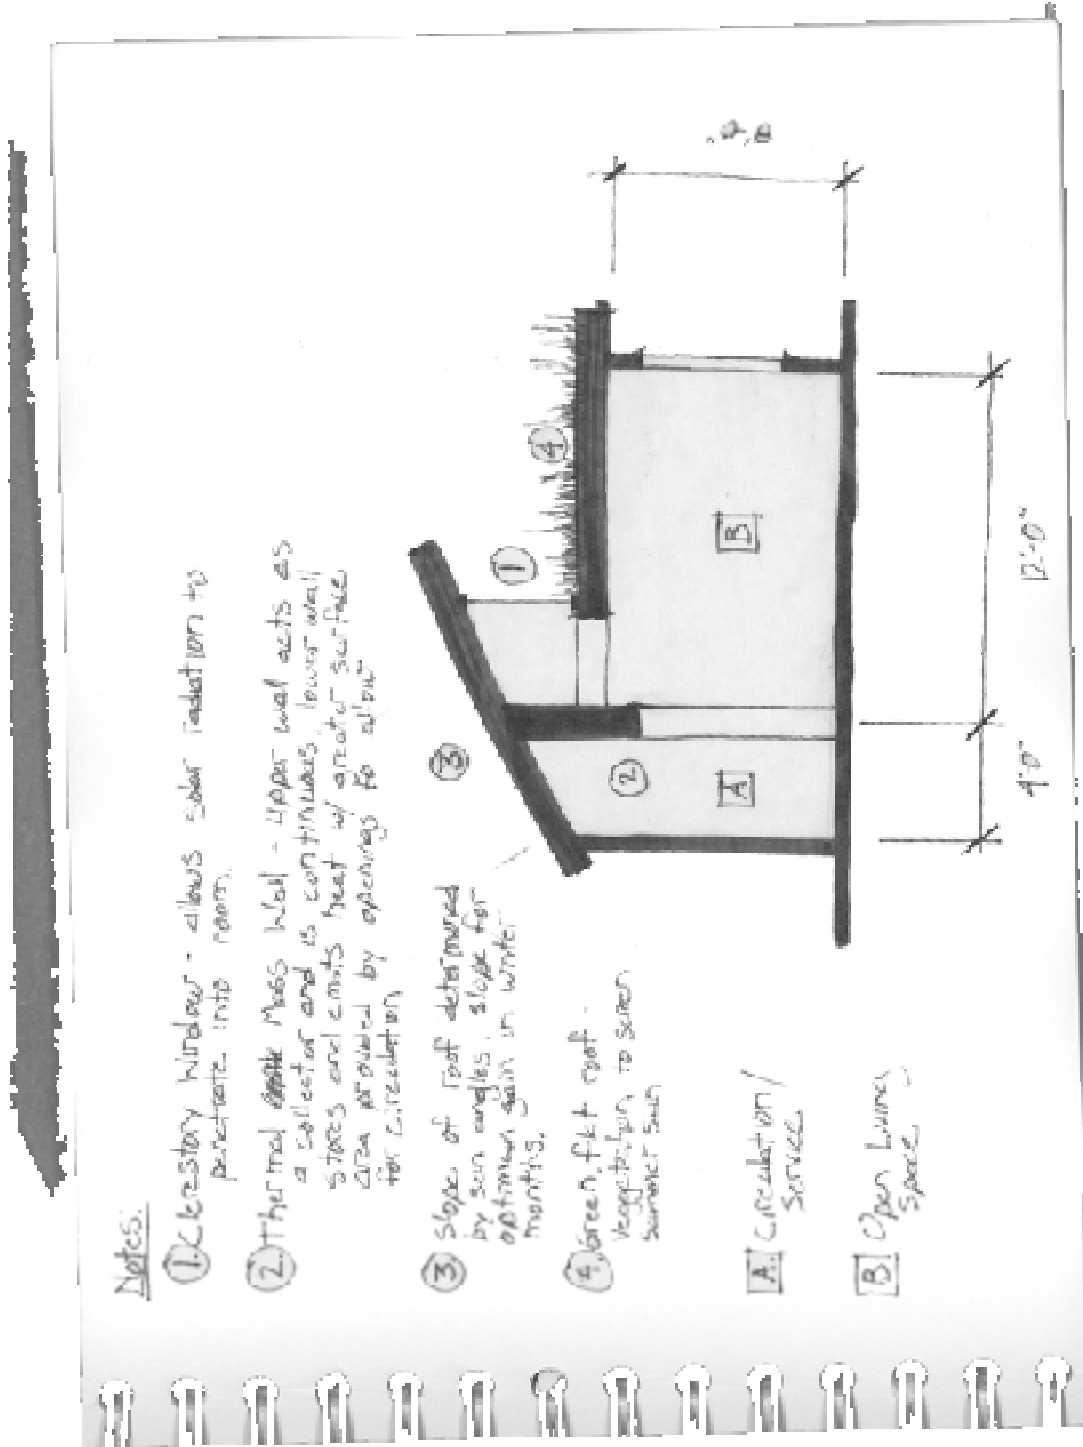 Notes:
1. Clerestory Window - allows solar radiation to
penetrate into room.
2. Thermal Mass Wall - upper wall acts as
a collector and is continuous, lower wall
stores and emits heat w/ greater surface
area provided by openings to allow
for circulation
3 Slope of roof determined
by sun angles. slope for
optimum gain in winter
months.
4. Green, flat roof -
vegetation to screen
summer sun
A. Circulation /
Service
B Open Living
Space
3
1
4
2
A
B
4'-0"
12'-0"